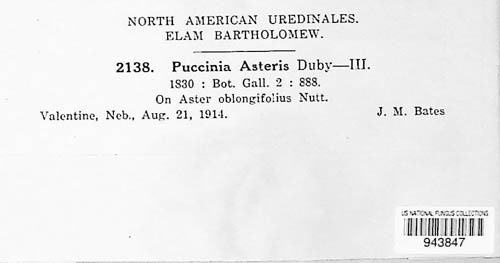 NORTH AMERICAN UREDINALES.
ELAM BARTHOLOMEW.
2138. Puccinia Asteris Duby—III.
1830 : Bot. Gall. 2 : 888.
On Aster oblongifolius Nutt.
Valentine, Neb., Aug. 21, 1914. J. M. Bates
US NATIONAL FUNGUS COLLECTIONS
943847